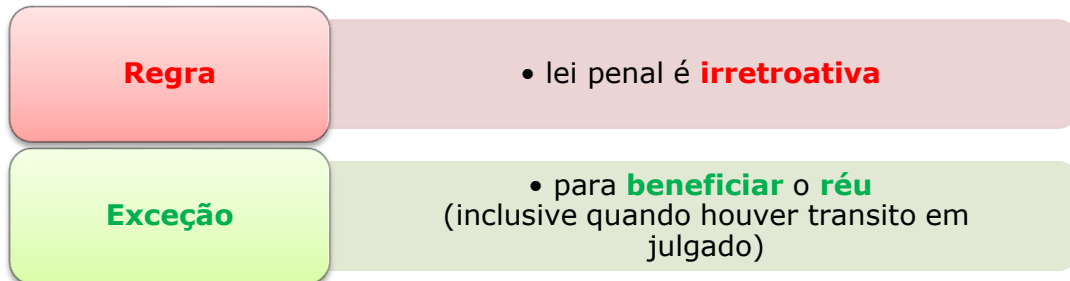 Regra
• lei penal é irretroativa
Exceção
• para beneficiar o réu
(inclusive quando houver transito em
julgado)